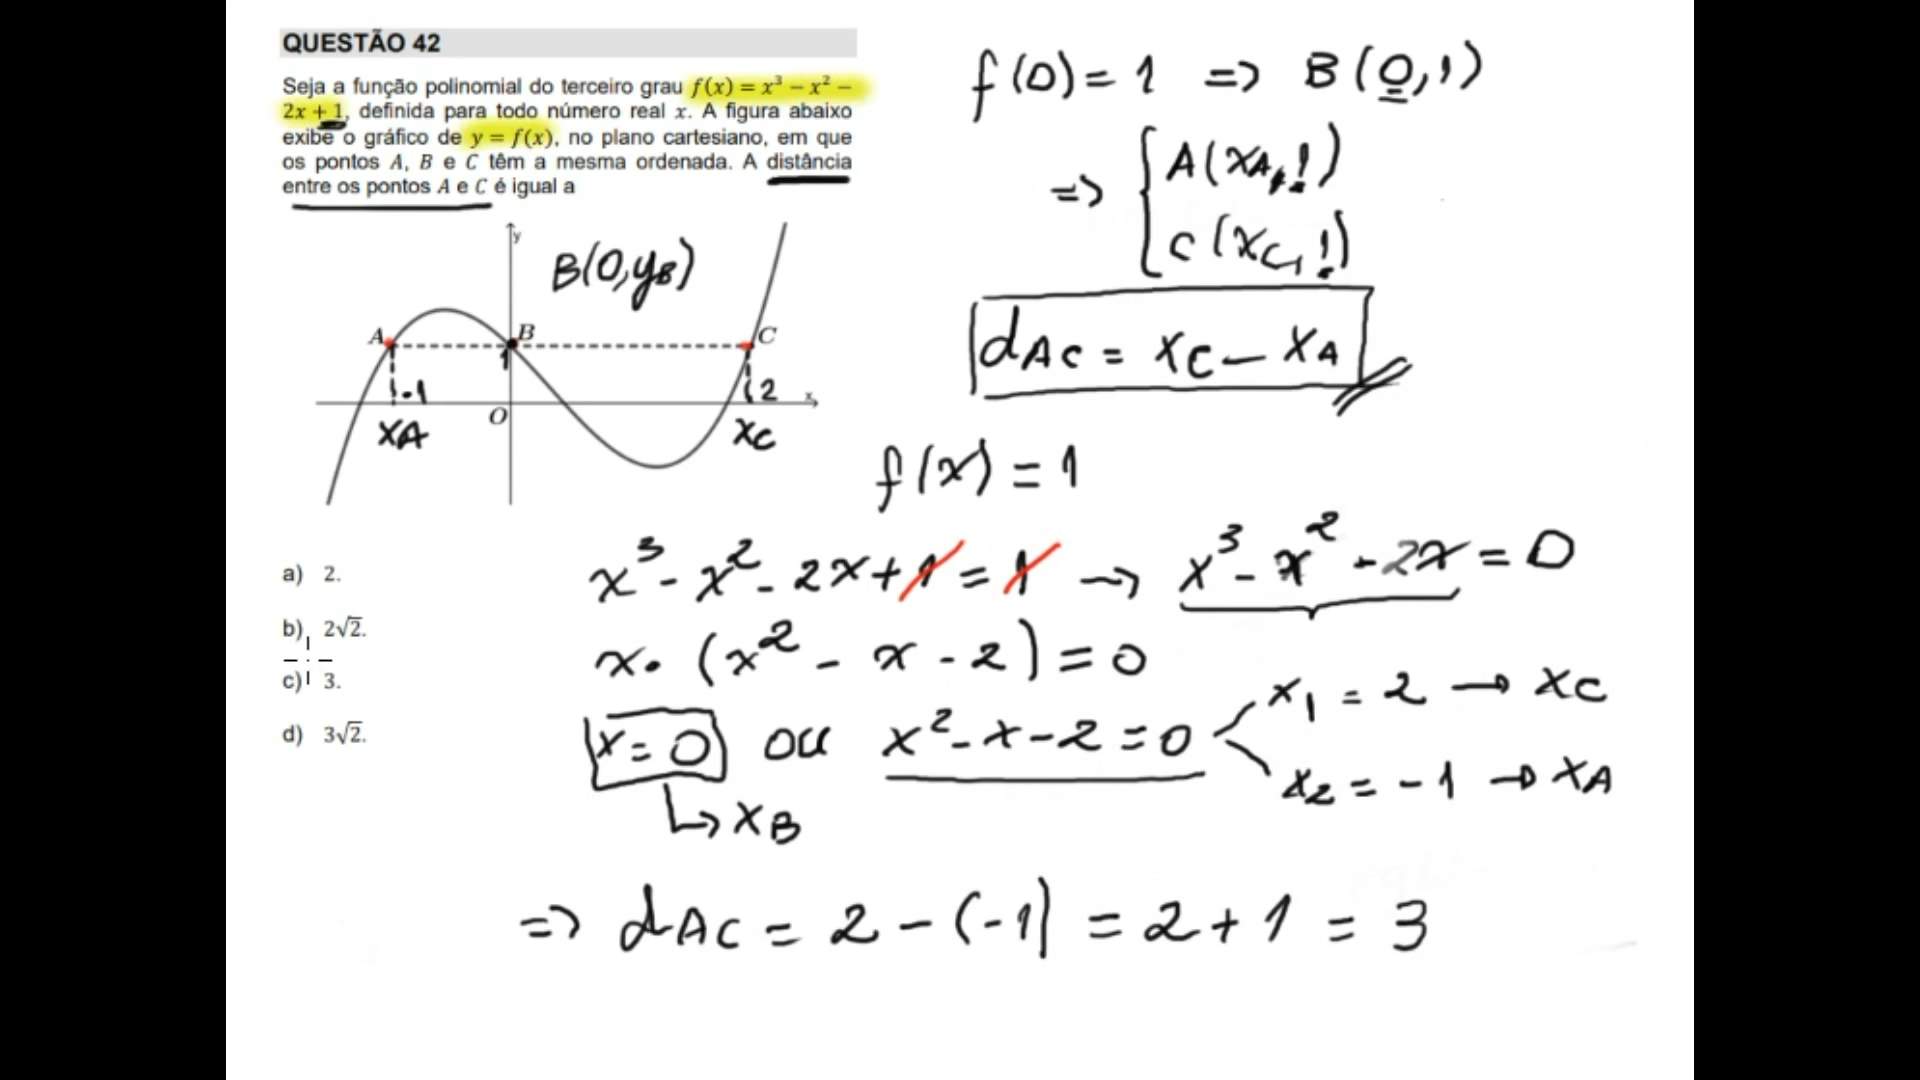 QUESTÃO 42
Seja a função polinomial do terceiro grau f(x) = x³ − x² −
2x + 1, definida para todo número real x. A figura abaixo
exibe o gráfico de y = f(x), no plano cartesiano, em que
os pontos A, B e C têm a mesma ordenada. A distância
entre os pontos A e C é igual a
y
B(0,yB)
A
B
C
1
-1
2
x
O
xA
xC
a) 2.
b) 2√2.
c) 3.
d) 3√2.
f(0) = 1 => B(0,1)
=> { A(xA,1)
C(xC,1)
dAC = xC − xA
f(x) = 1
x³ - x² - 2x + 1 = 1 → x³ - x² - 2x = 0
x · (x² - x - 2) = 0
x = 0 ou x² - x - 2 = 0
x1 = 2 → xC
x2 = -1 → xA
↳ xB
=> dAC = 2 - (-1) = 2 + 1 = 3